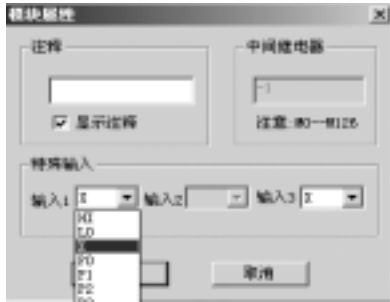 模块属性
注释
中间继电器
-1
显示注释
注意:M0--M126
特殊输入
输入1 X 输入2 输入3 X
HI
LO
X
P0
P1
P2
取消